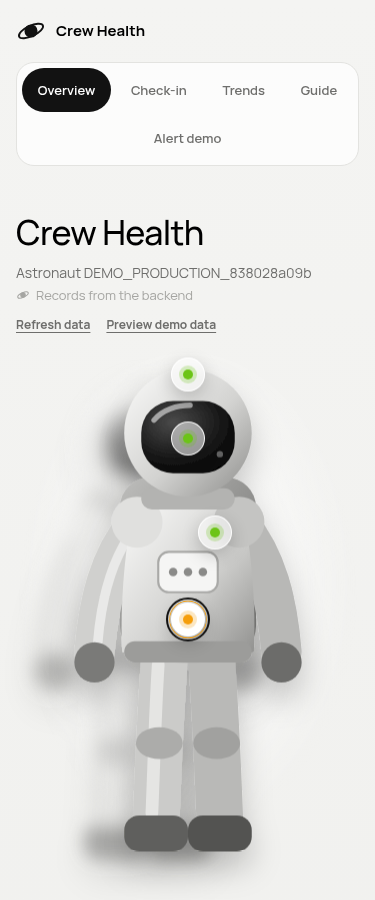 Crew Health
Overview
Check-in
Trends
Guide
Alert demo
Crew Health
Astronaut DEMO_PRODUCTION_838028a09b
Records from the backend
Refresh data
Preview demo data